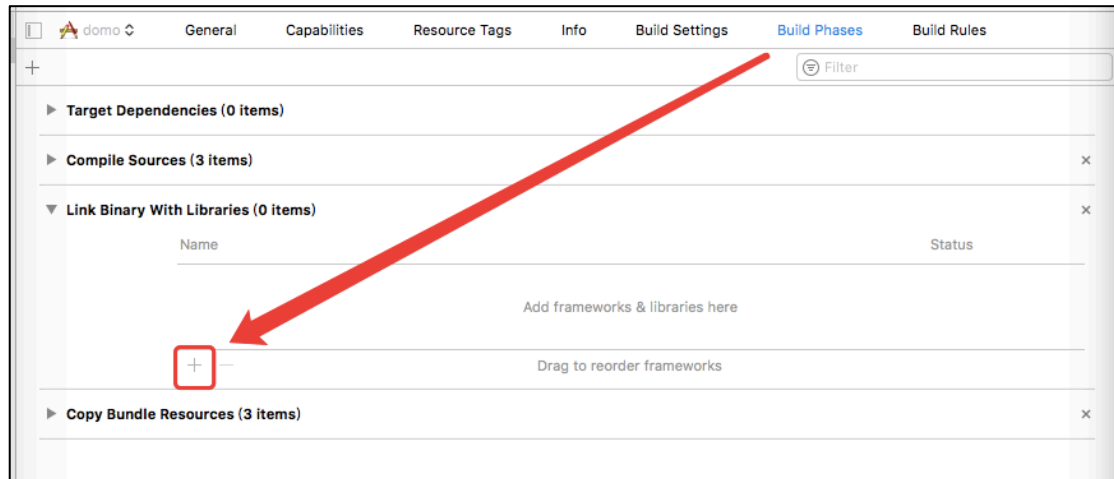 domo General Capabilities Resource Tags Info Build Settings Build Phases Build Rules
Filter
Target Dependencies (0 items)
Compile Sources (3 items)
Link Binary With Libraries (0 items)
Name Status
Add frameworks & libraries here
Drag to reorder frameworks
Copy Bundle Resources (3 items)